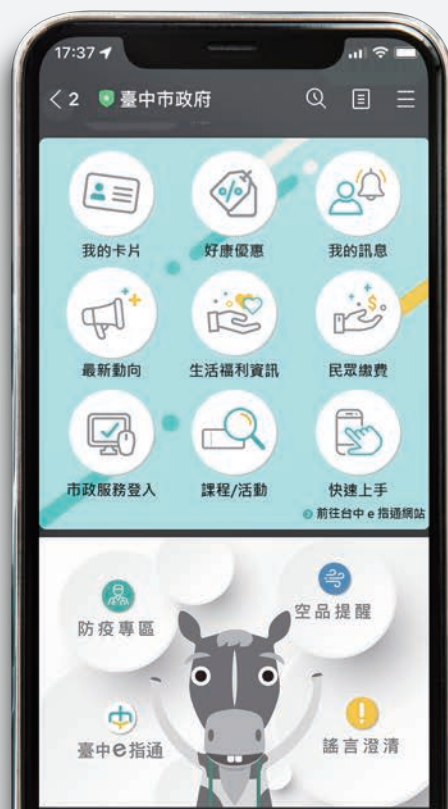 17:37
2 臺中市政府
我的卡片 好康優惠 我的訊息
最新動向 生活福利資訊 民眾繳費
市政服務登入 課程/活動 快速上手
前往台中e指通網站
防疫專區 空品提醒
臺中e指通 謠言澄清